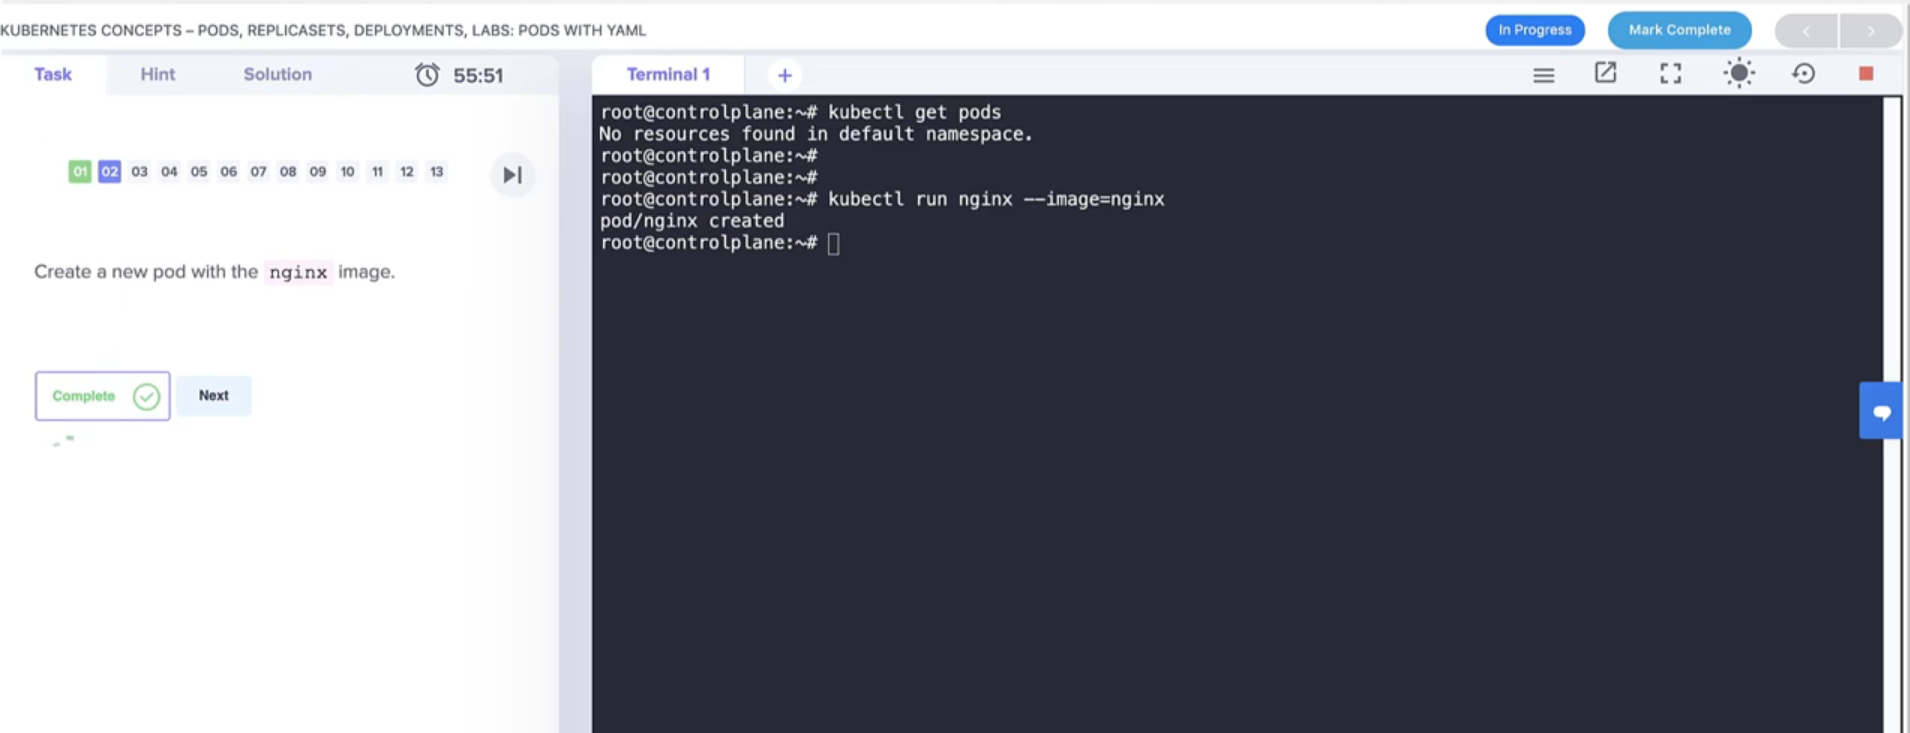 KUBERNETES CONCEPTS – PODS, REPLICASETS, DEPLOYMENTS, LABS: PODS WITH YAML
In Progress
Mark Complete
Task
Hint
Solution
55:51
01 02 03 04 05 06 07 08 09 10 11 12 13
Create a new pod with the nginx image.
Complete
Next
Terminal 1
+
root@controlplane:~# kubectl get pods
No resources found in default namespace.
root@controlplane:~#
root@controlplane:~#
root@controlplane:~# kubectl run nginx --image=nginx
pod/nginx created
root@controlplane:~#